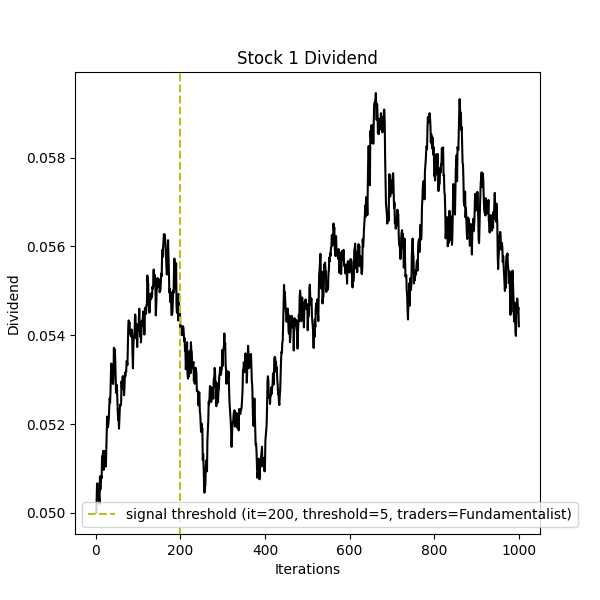 Stock 1 Dividend
0.058
0.056
0.054
0.052
0.050
Dividend
signal threshold (it=200, threshold=5, traders=Fundamentalist)
0 200 400 600 800 1000
Iterations